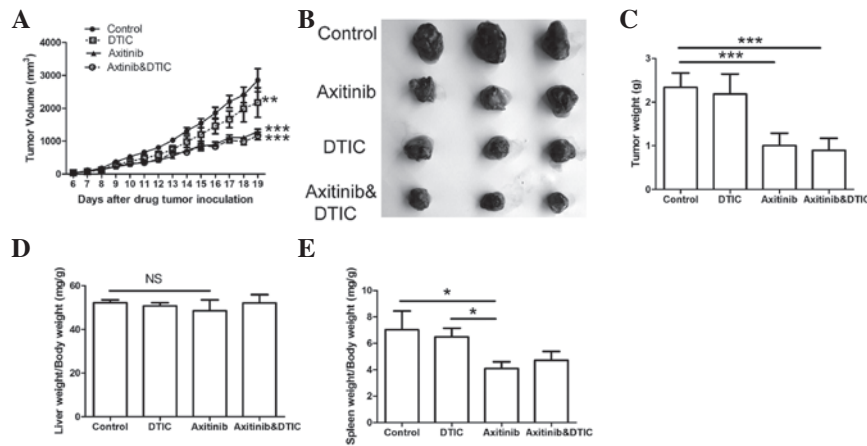 A
Control
DTIC
Axitinib
Axtinib&DTIC
Tumor Volume (mm3)
4000
3000
2000
1000
0
**
***
***
6 7 8 9 10 11 12 13 14 15 16 17 18 19
Days after drug tumor inoculation
B
Control
Axitinib
DTIC
Axitinib&
DTIC
C
Tumor weight (g)
3
2
1
0
***
***
Control DTIC Axitinib Axitinib&DTIC
D
Liver weight/Body weight (mg/g)
80
60
40
20
0
NS
Control DTIC Axitinib Axitinib&DTIC
E
Spleen weight/Body weight (mg/g)
10
8
6
4
2
0
*
*
Control DTIC Axitinib Axitinib&DTIC